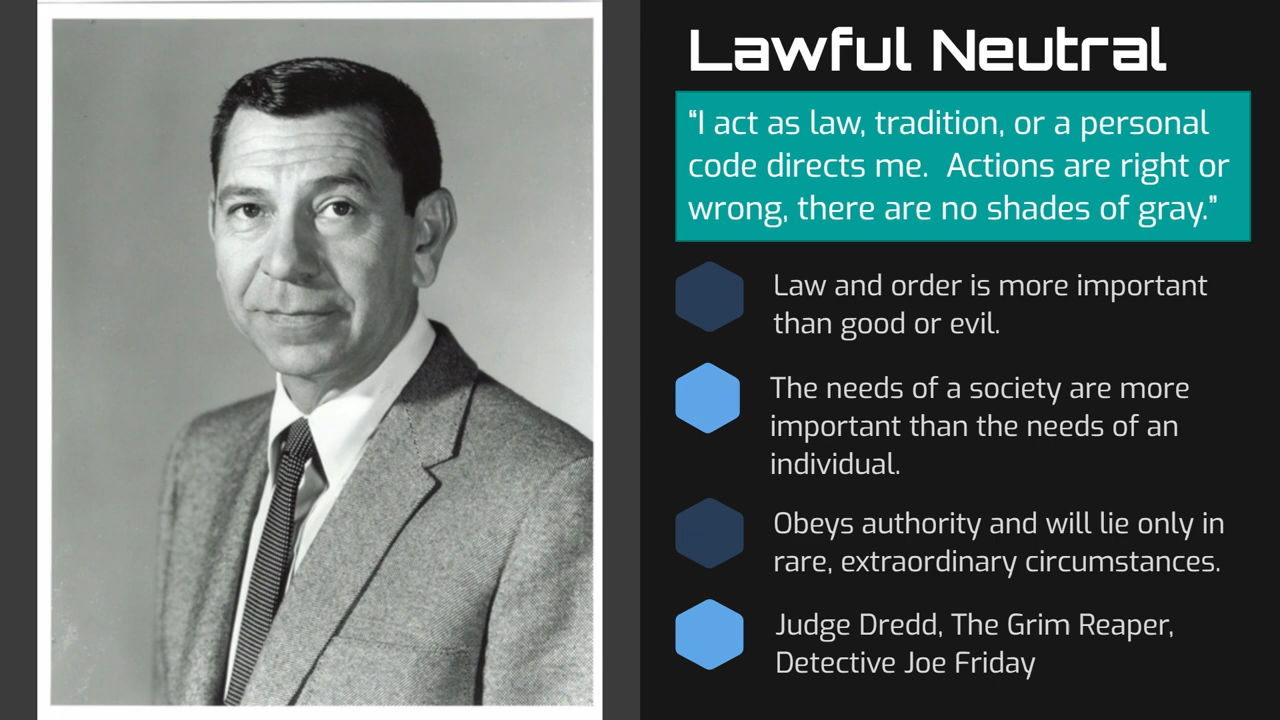 Lawful Neutral
“I act as law, tradition, or a personal
code directs me.  Actions are right or
wrong, there are no shades of gray.”
Law and order is more important
than good or evil.
The needs of a society are more
important than the needs of an
individual.
Obeys authority and will lie only in
rare, extraordinary circumstances.
Judge Dredd, The Grim Reaper,
Detective Joe Friday